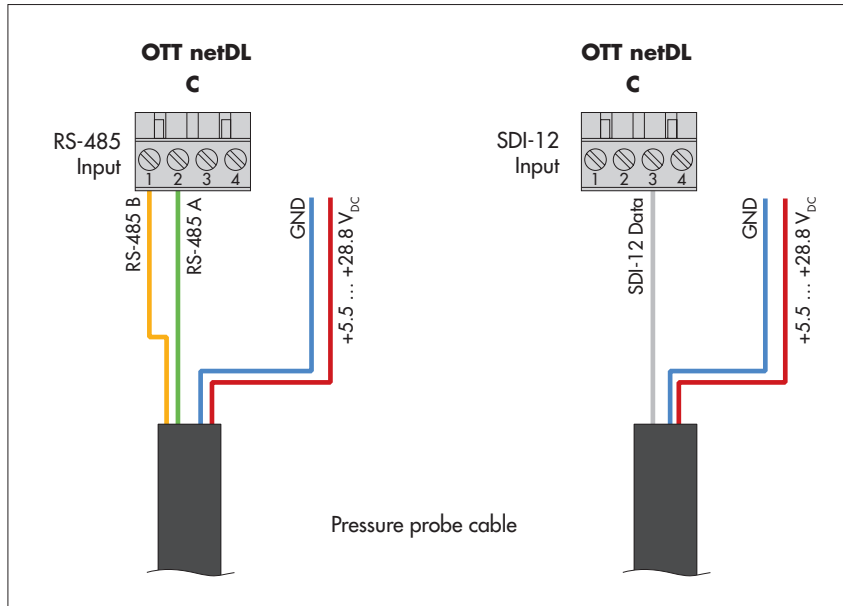 OTT netDL
C
RS-485
Input
1 2 3 4
RS-485 B
RS-485 A
GND
+5.5 ... +28.8 VDC
OTT netDL
C
SDI-12
Input
1 2 3 4
SDI-12 Data
GND
+5.5 ... +28.8 VDC
Pressure probe cable